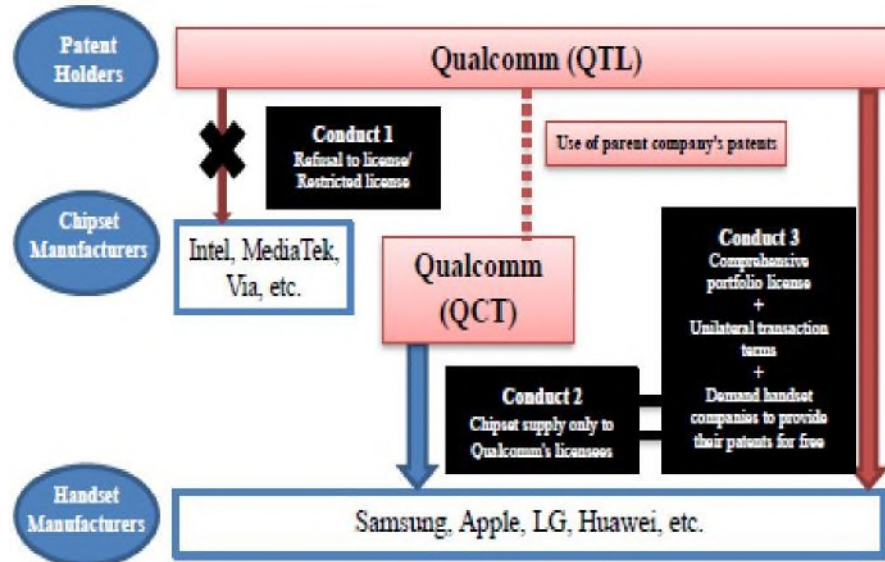 Patent
Holders
Qualcomm (QTL)
Conduct 1
Refusal to license/
Restricted license
Use of parent company's patents
Chipset
Manufacturers
Intel, MediaTek,
Via, etc.
Qualcomm
(QCT)
Conduct 3
Comprehensive
portfolio license
+
Unilateral transaction
terms
+
Demand handset
companies to provide
their patents for free
Conduct 2
Chipset supply only to
Qualcomm's licensees
Handset
Manufacturers
Samsung, Apple, LG, Huawei, etc.